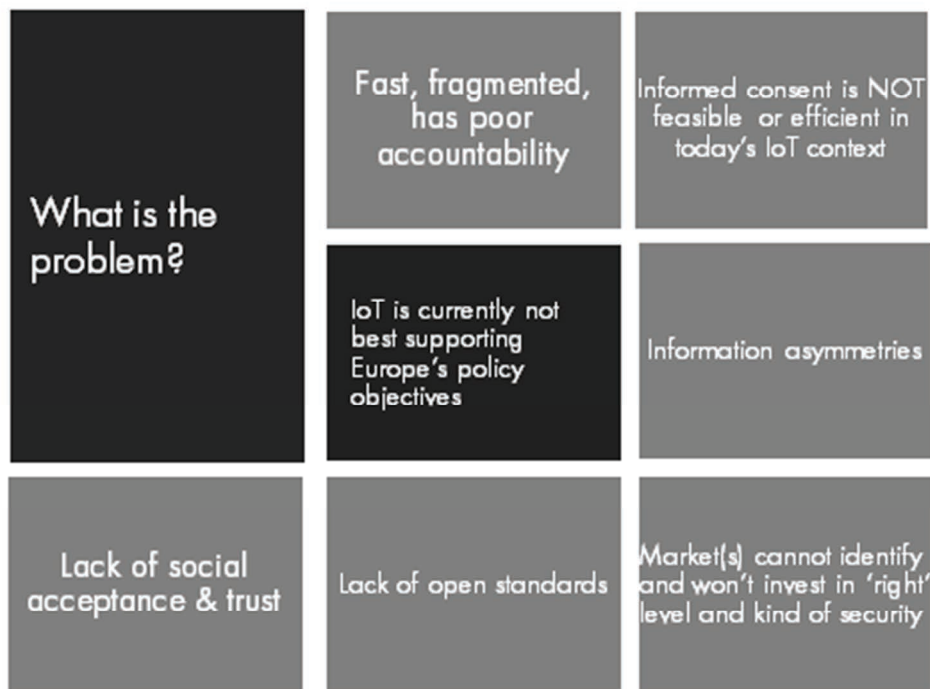 What is the
problem?
Fast, fragmented,
has poor
accountability
Informed consent is NOT
feasible or efficient in
today's IoT context
IoT is currently not
best supporting
Europe's policy
objectives
Information asymmetries
Lack of social
acceptance & trust
Lack of open standards
Market(s) cannot identify
and won't invest in 'right'
level and kind of security